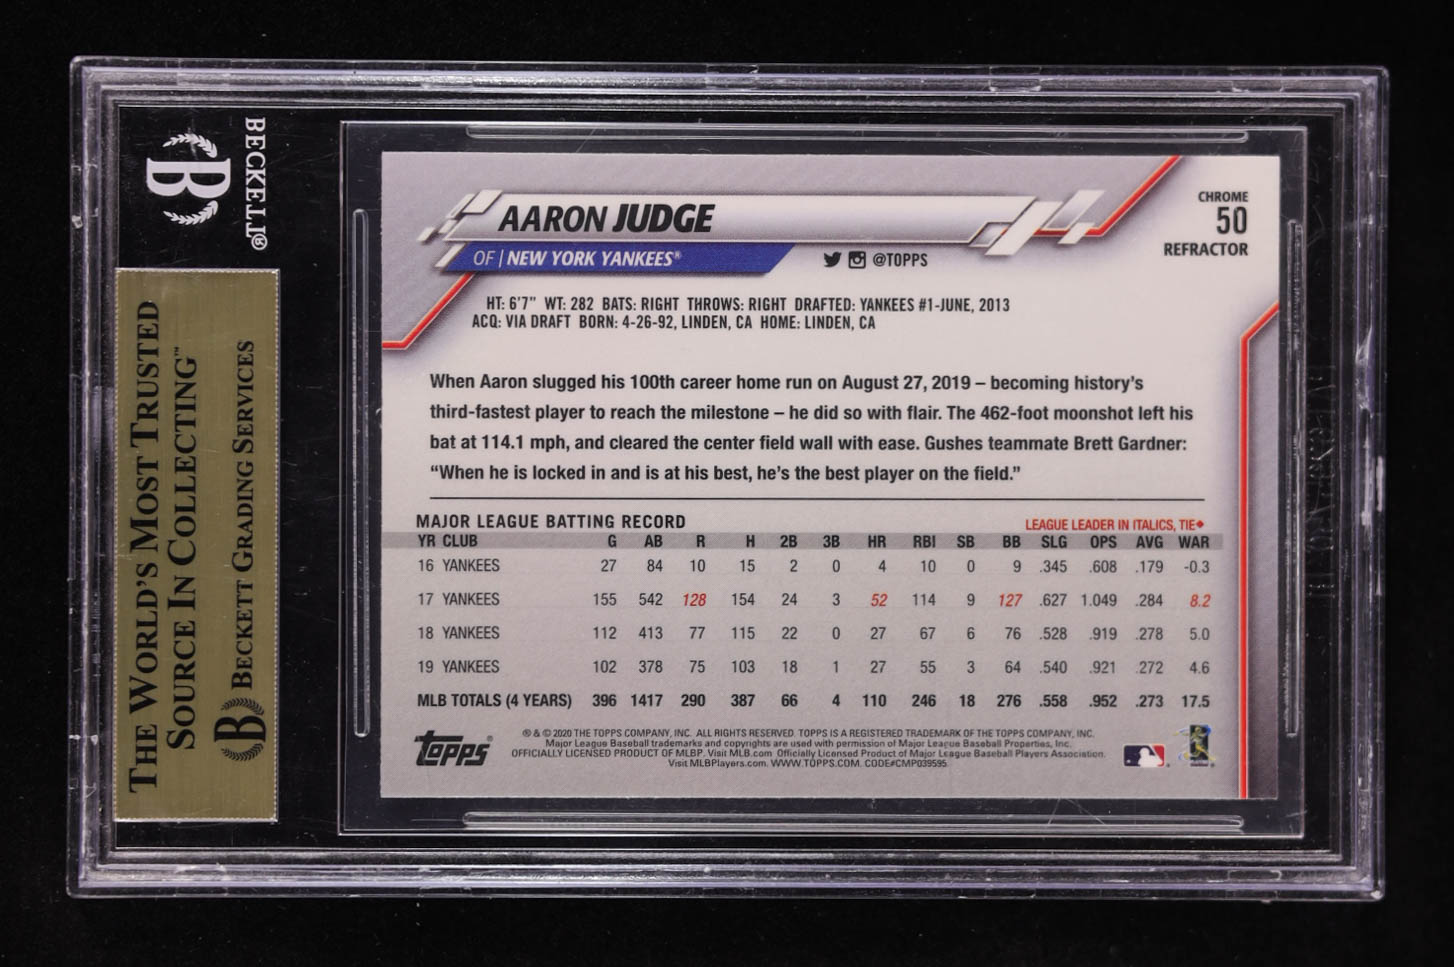 BECKETT®
B
THE WORLD'S MOST TRUSTED
SOURCE IN COLLECTING™
B BECKETT GRADING SERVICES
CHROME
50
REFRACTOR
AARON JUDGE
OF | NEW YORK YANKEES®
@TOPPS
HT: 6'7" WT: 282 BATS: RIGHT THROWS: RIGHT DRAFTED: YANKEES #1-JUNE, 2013
ACQ: VIA DRAFT BORN: 4-26-92, LINDEN, CA HOME: LINDEN, CA
When Aaron slugged his 100th career home run on August 27, 2019 – becoming history's
third-fastest player to reach the milestone – he did so with flair. The 462-foot moonshot left his
bat at 114.1 mph, and cleared the center field wall with ease. Gushes teammate Brett Gardner:
“When he is locked in and is at his best, he's the best player on the field.”
MAJOR LEAGUE BATTING RECORD
LEAGUE LEADER IN ITALICS, TIE◆
YR CLUB G AB R H 2B 3B HR RBI SB BB SLG OPS AVG WAR
16 YANKEES 27 84 10 15 2 0 4 10 0 9 .345 .608 .179 -0.3
17 YANKEES 155 542 128 154 24 3 52 114 9 127 .627 1.049 .284 8.2
18 YANKEES 112 413 77 115 22 0 27 67 6 76 .528 .919 .278 5.0
19 YANKEES 102 378 75 103 18 1 27 55 3 64 .540 .921 .272 4.6
MLB TOTALS (4 YEARS) 396 1417 290 387 66 4 110 246 18 276 .558 .952 .273 17.5
Topps®
® & © 2020 THE TOPPS COMPANY, INC. ALL RIGHTS RESERVED. TOPPS IS A REGISTERED TRADEMARK OF THE TOPPS COMPANY, INC.
Major League Baseball trademarks and copyrights are used with permission of Major League Baseball Properties, Inc.
OFFICIALLY LICENSED PRODUCT OF MLBP. Visit MLB.com Officially Licensed Product of Major League Baseball Players Association.
Visit MLBPlayers.com. WWW.TOPPS.COM. CODE#CMP039595